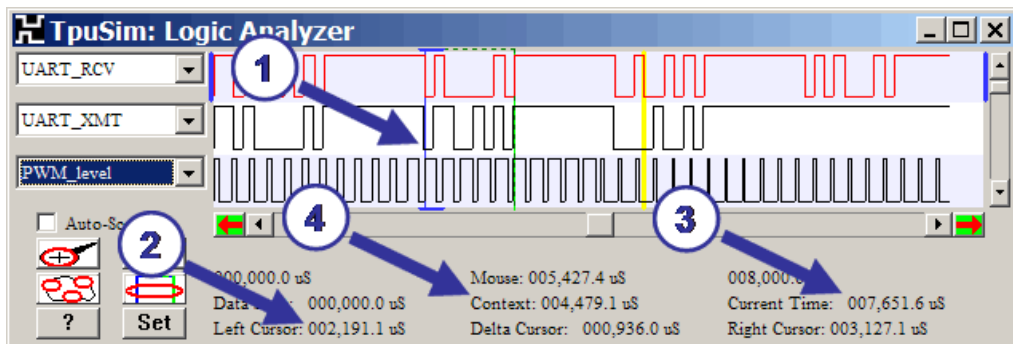 TpuSim: Logic Analyzer
UART_RCV
1
UART_XMT
PWM_level
4
3
2
000,000.0 uS
Mouse: 005,427.4 uS
008,000.
Data 000,000.0 uS
Context: 004,479.1 uS
Current Time: 007,651.6 uS
? Set
Left Cursor: 002,191.1 uS
Delta Cursor: 000,936.0 uS
Right Cursor: 003,127.1 uS